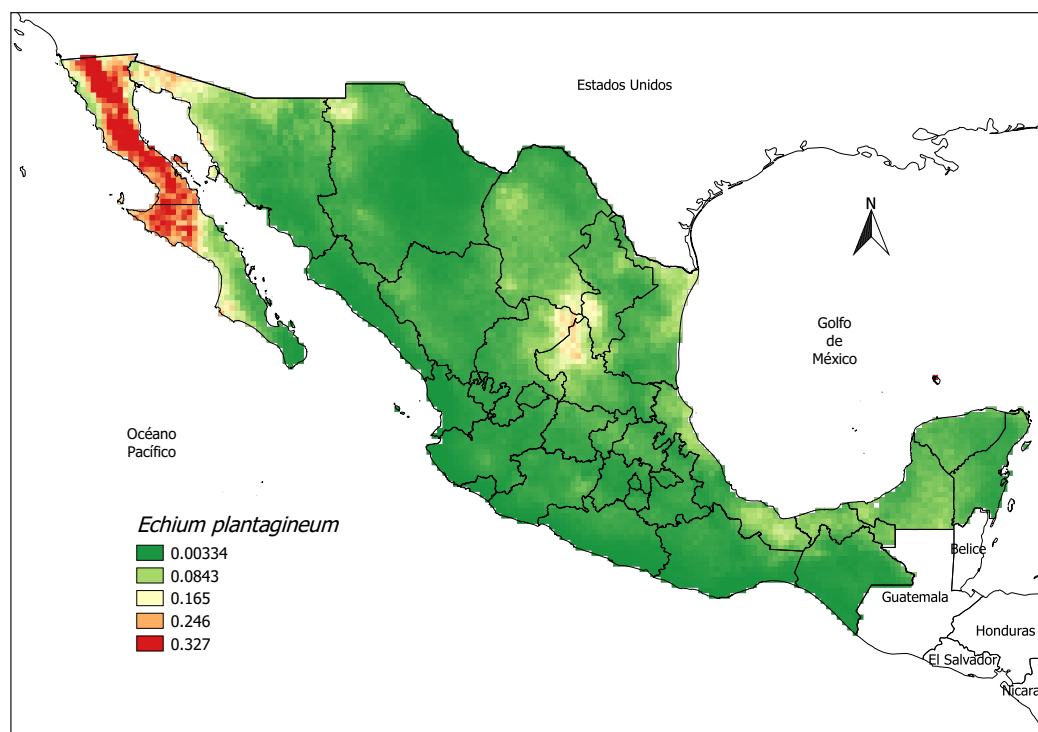 Estados Unidos
N
Golfo
de
México
Océano
Pacífico
Echium plantagineum
0.00334
0.0843
0.165
0.246
0.327
Belice
Guatemala
Honduras
El Salvador
Nicara